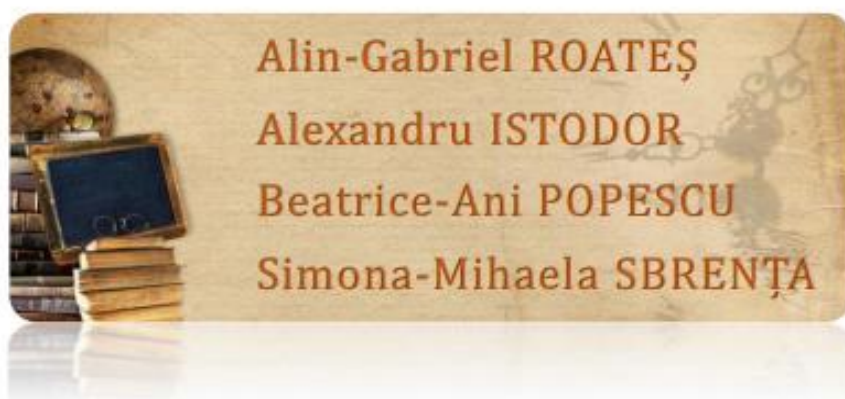 Alin-Gabriel ROATEȘ
Alexandru ISTODOR
Beatrice-Ani POPESCU
Simona-Mihaela SBRENȚA